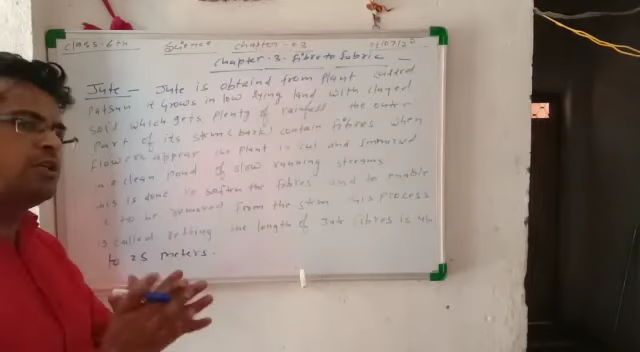 Class-6th Science Chapter-03
Chapter-3-Fibre to fabric
Jute - Jute is obtaind from Plant called
Patsun it Grows in low lying land with clayed
soil which gets plenty of rainfall the outer
Part of its stem (bark) contain fibres when
flowers appear the Plant is cut and immersed
in a clean pond of slow running streams
this is done to soften the fibres and to enable
to be removed from the stem this process
is called retting the length of Jute fibres is
to 25 meters.